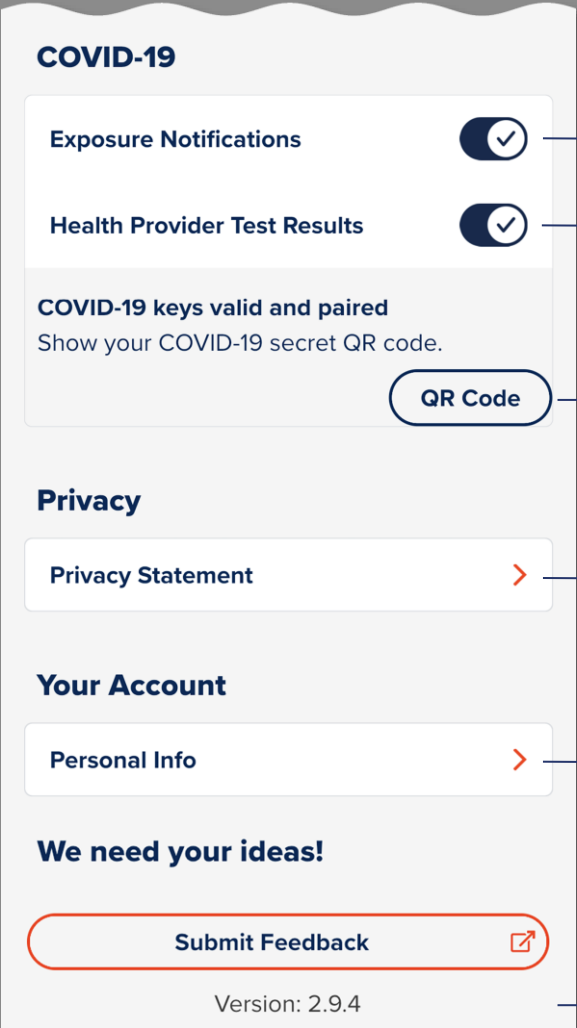 COVID-19
Exposure Notifications
Health Provider Test Results
COVID-19 keys valid and paired
Show your COVID-19 secret QR code.
QR Code
Privacy
Privacy Statement
Your Account
Personal Info
We need your ideas!
Submit Feedback
Version: 2.9.4